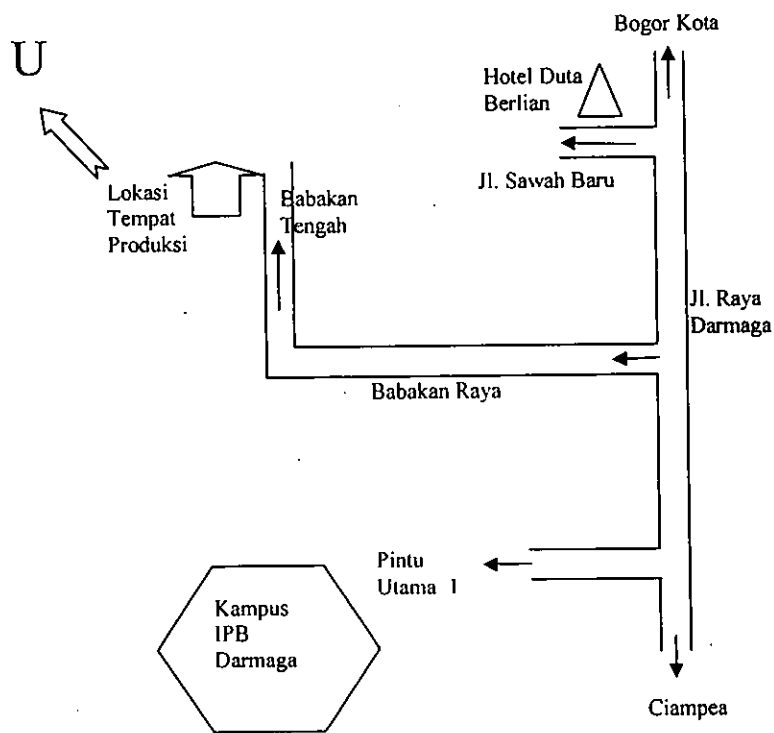 Bogor Kota
U
Hotel Duta
Berlian
Jl. Sawah Baru
Lokasi
Tempat
Produksi
Babakan
Tengah
Jl. Raya
Darmaga
Babakan Raya
Pintu
Utama 1
Kampus
IPB
Darmaga
Ciampea